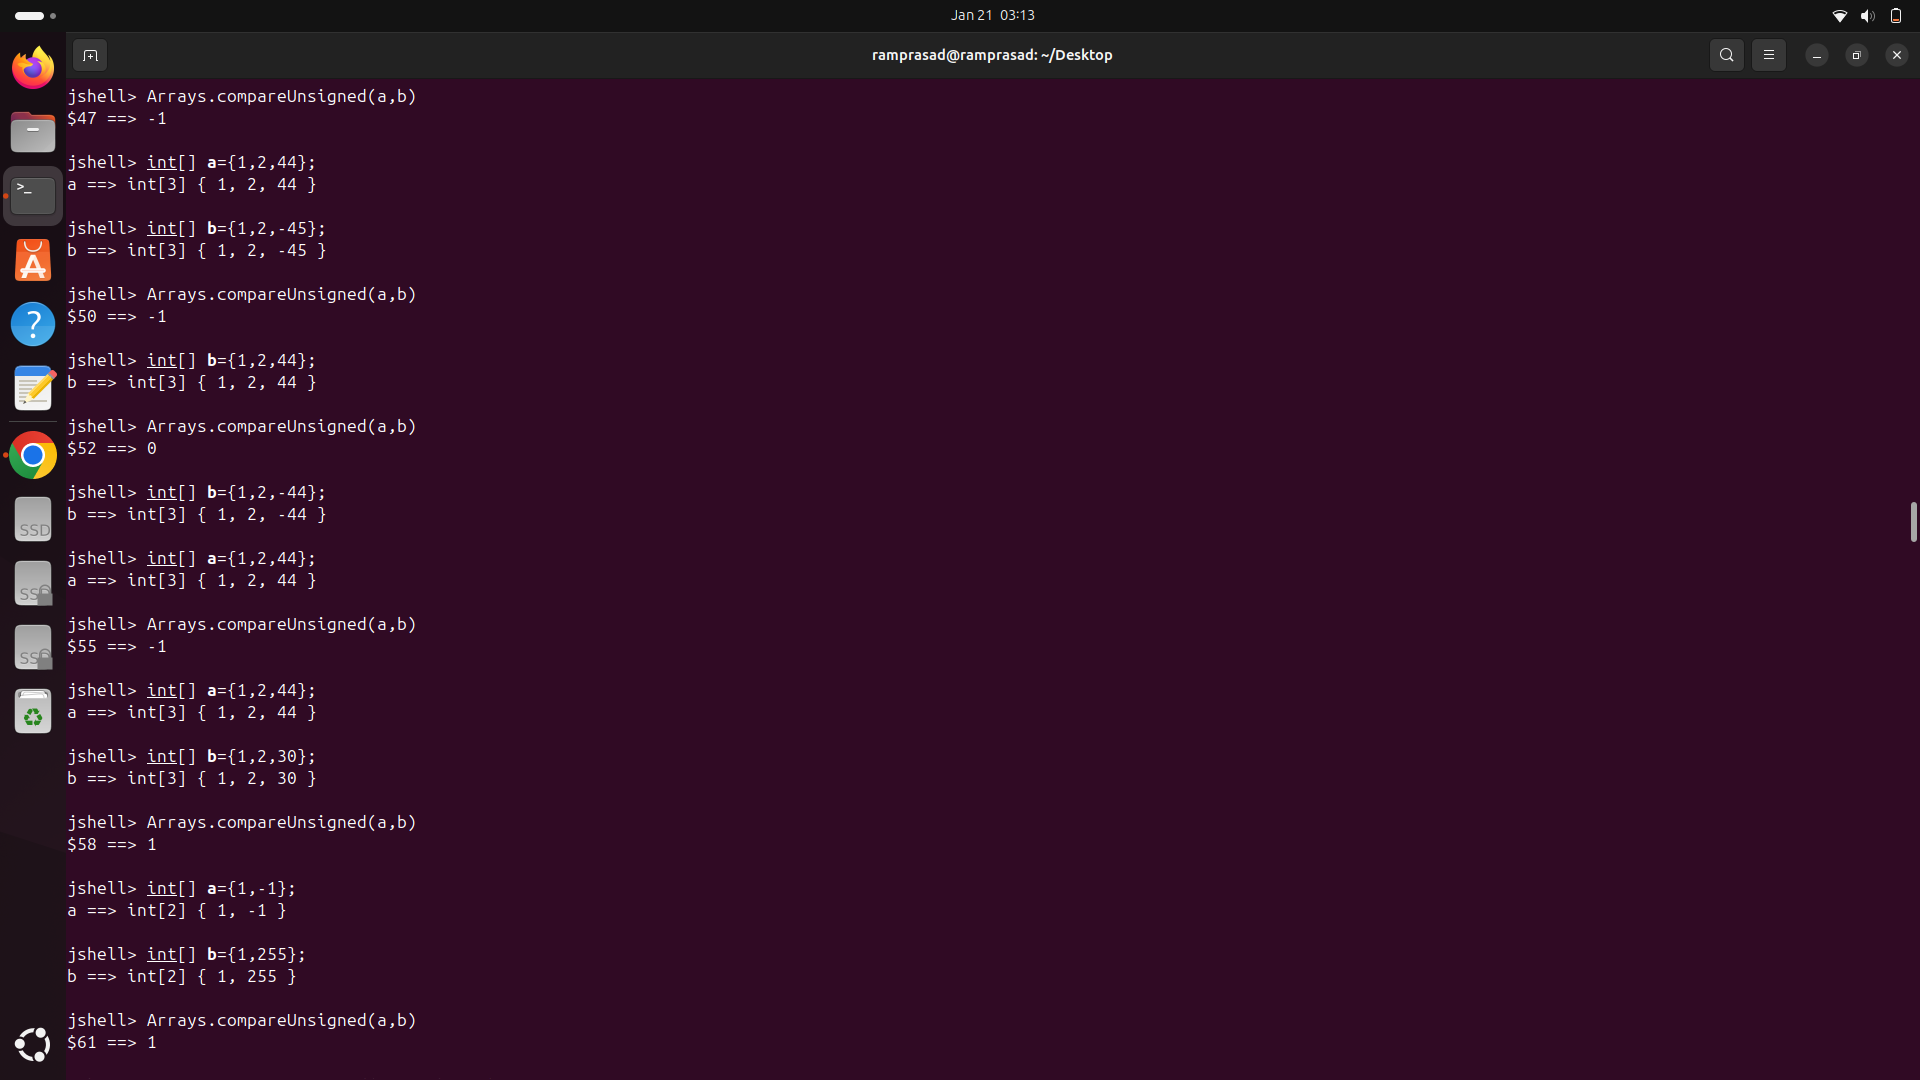 Jan 21 03:13
ramprasad@ramprasad: ~/Desktop
jshell> Arrays.compareUnsigned(a,b)
$47 ==> -1
jshell> int[] a={1,2,44};
a ==> int[3] { 1, 2, 44 }
jshell> int[] b={1,2,-45};
b ==> int[3] { 1, 2, -45 }
jshell> Arrays.compareUnsigned(a,b)
$50 ==> -1
jshell> int[] b={1,2,44};
b ==> int[3] { 1, 2, 44 }
jshell> Arrays.compareUnsigned(a,b)
$52 ==> 0
jshell> int[] b={1,2,-44};
b ==> int[3] { 1, 2, -44 }
jshell> int[] a={1,2,44};
a ==> int[3] { 1, 2, 44 }
jshell> Arrays.compareUnsigned(a,b)
$55 ==> -1
jshell> int[] a={1,2,44};
a ==> int[3] { 1, 2, 44 }
jshell> int[] b={1,2,30};
b ==> int[3] { 1, 2, 30 }
jshell> Arrays.compareUnsigned(a,b)
$58 ==> 1
jshell> int[] a={1,-1};
a ==> int[2] { 1, -1 }
jshell> int[] b={1,255};
b ==> int[2] { 1, 255 }
jshell> Arrays.compareUnsigned(a,b)
$61 ==> 1
>_
A
?
SSD
SSD
SSD